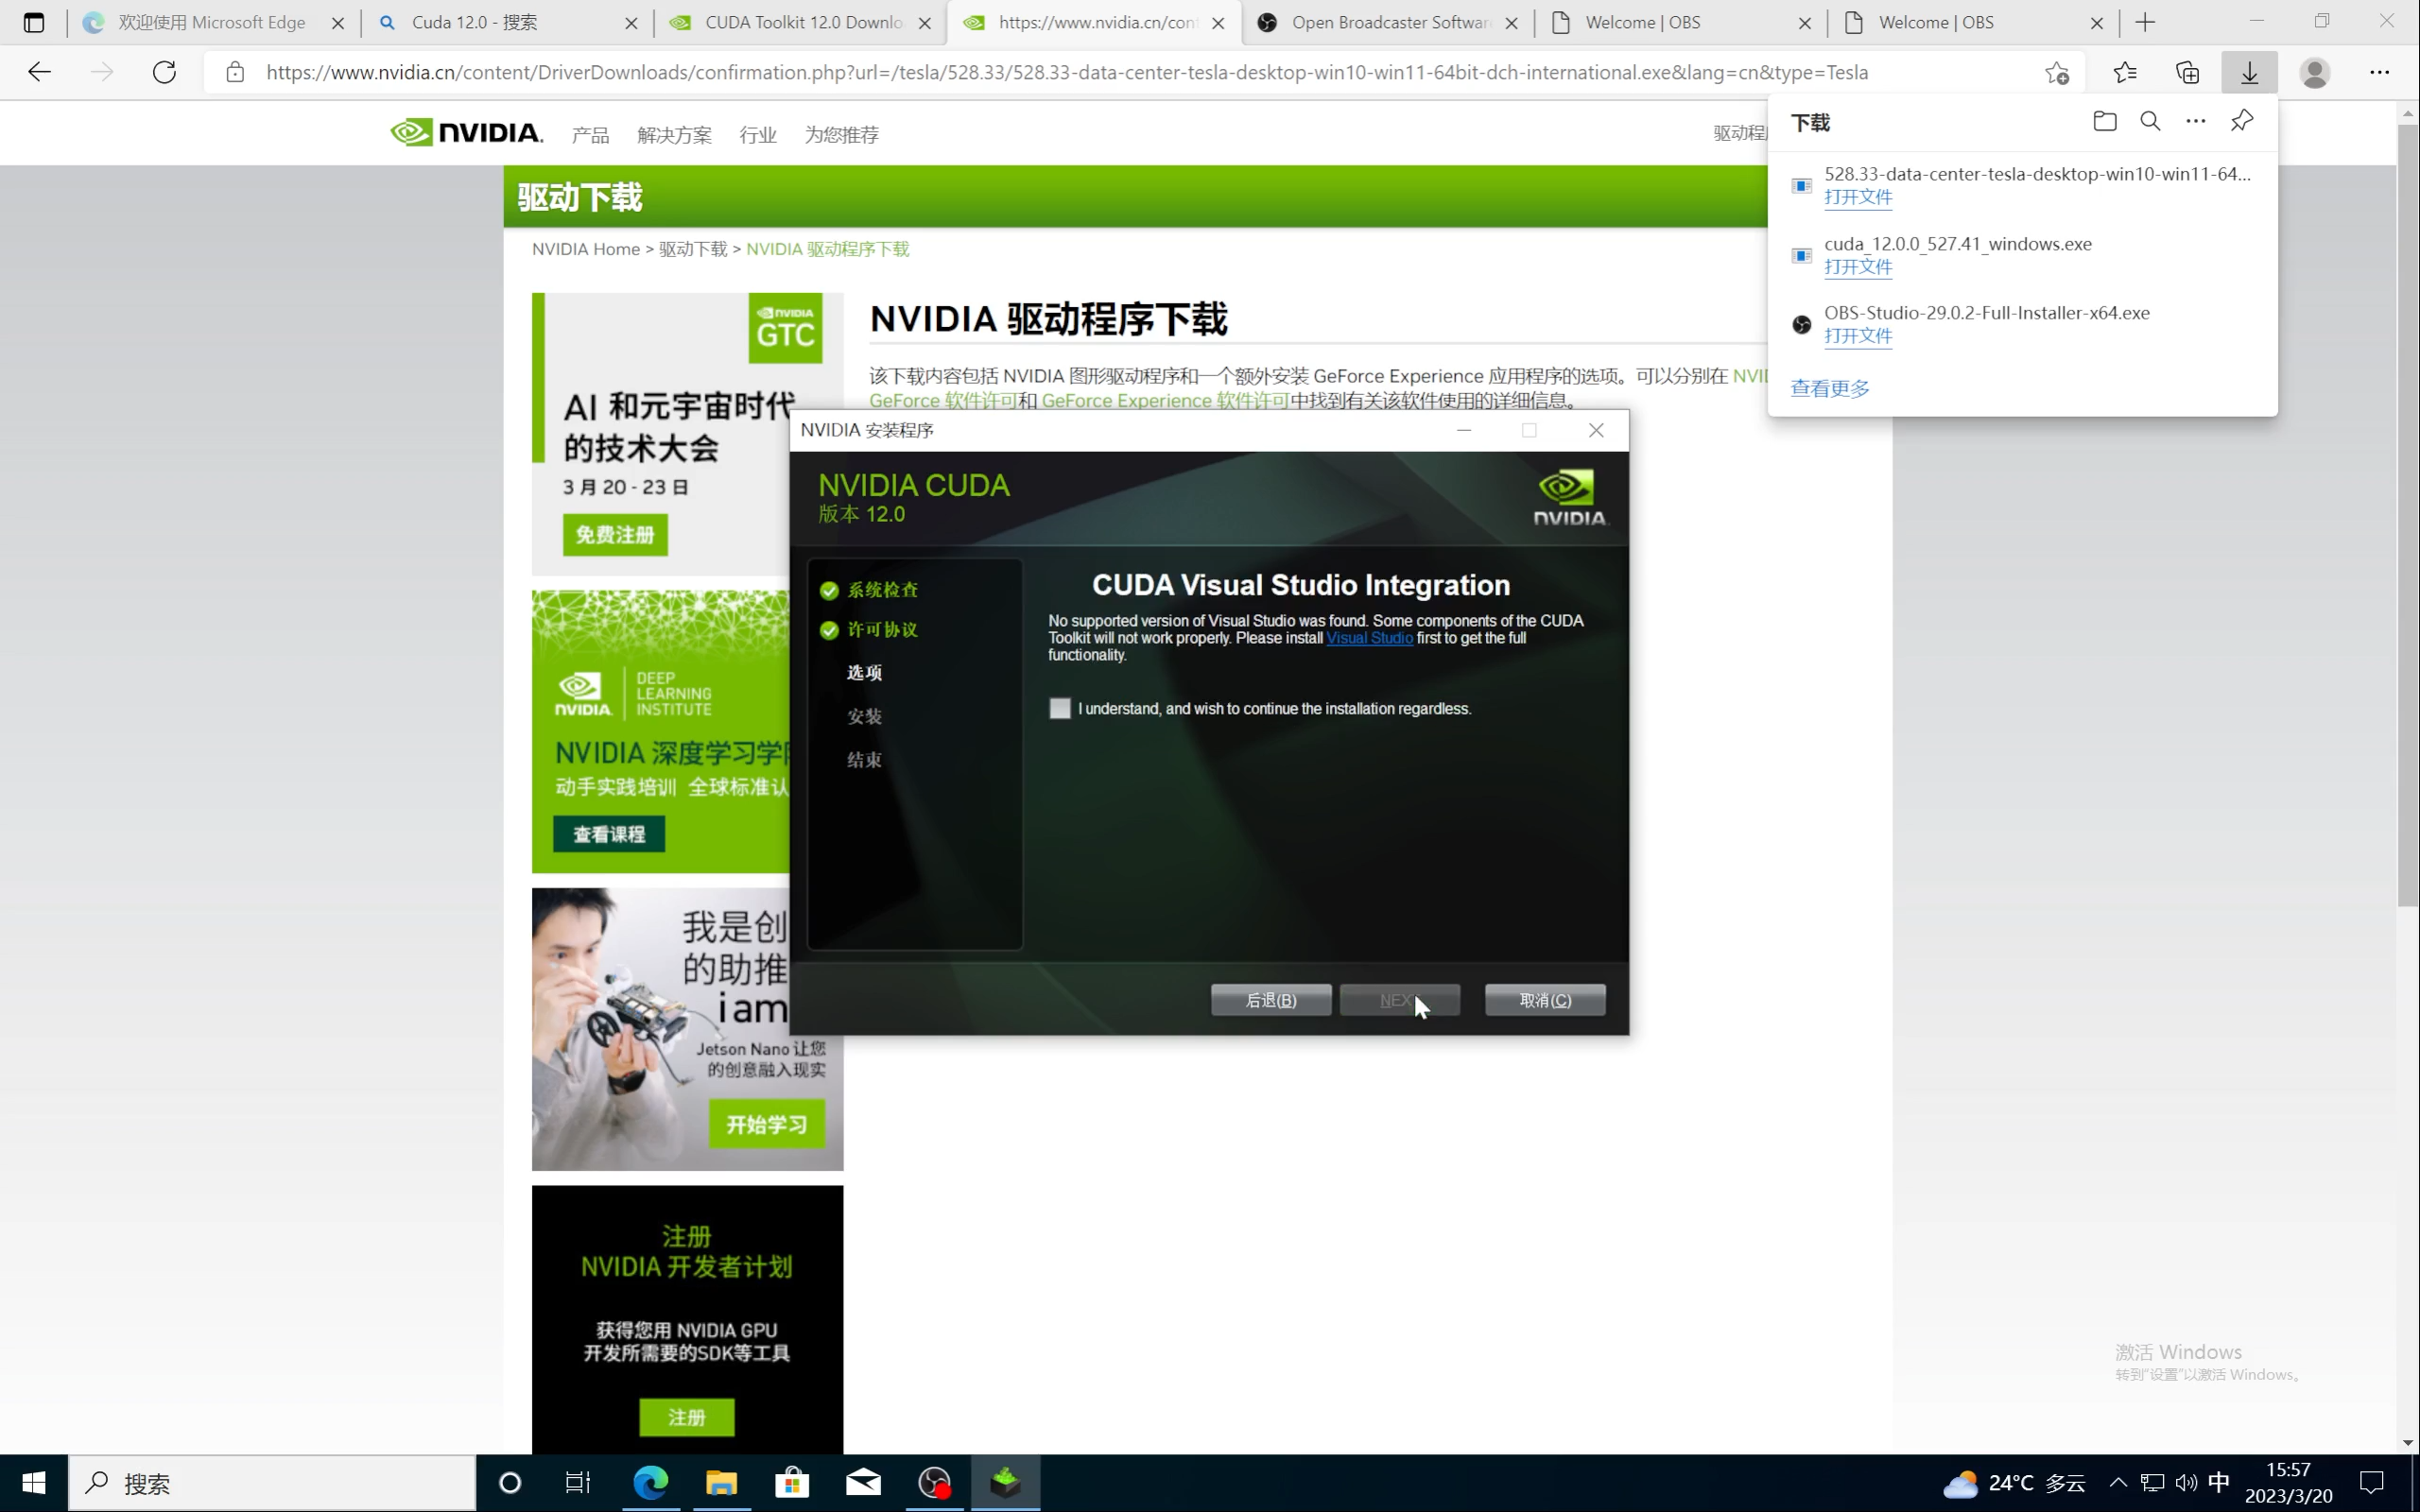 欢迎使用 Microsoft Edge
Cuda 12.0 - 搜索
CUDA Toolkit 12.0 Downlo
https://www.nvidia.cn/cont
Open Broadcaster Software
Welcome | OBS
Welcome | OBS
https://www.nvidia.cn/content/DriverDownloads/confirmation.php?url=/tesla/528.33/528.33-data-center-tesla-desktop-win10-win11-64bit-dch-international.exe&lang=cn&type=Tesla
NVIDIA.
产品
解决方案
行业
为您推荐
驱动程
下载
528.33-data-center-tesla-desktop-win10-win11-64...
打开文件
cuda_12.0.0_527.41_windows.exe
打开文件
OBS-Studio-29.0.2-Full-Installer-x64.exe
打开文件
查看更多
驱动下载
NVIDIA Home > 驱动下载 > NVIDIA 驱动程序下载
NVIDIA
GTC
AI 和元宇宙时代
的技术大会
3 月 20 - 23 日
免费注册
NVIDIA 驱动程序下载
该下载内容包括 NVIDIA 图形驱动程序和一个额外安装 GeForce Experience 应用程序的选项。可以分别在 NVI
GeForce 软件许可和 GeForce Experience 软件许可中找到有关该软件使用的详细信息。
NVIDIA 安装程序
NVIDIA CUDA
版本 12.0
NVIDIA.
系统检查
许可协议
选项
安装
结束
CUDA Visual Studio Integration
No supported version of Visual Studio was found. Some components of the CUDA
Toolkit will not work properly. Please install Visual Studio first to get the full
functionality.
I understand, and wish to continue the installation regardless.
后退(B)
NEX
取消(C)
NVIDIA.
DEEP
LEARNING
INSTITUTE
NVIDIA 深度学习学
动手实践培训 全球标准认
查看课程
我是创
的助推
iam
Jetson Nano 让您
的创意融入现实
开始学习
注册
NVIDIA 开发者计划
获得您用 NVIDIA GPU
开发所需要的SDK等工具
注册
激活 Windows
转到"设置"以激活 Windows。
搜索
24°C 多云
中
15:57
2023/3/20